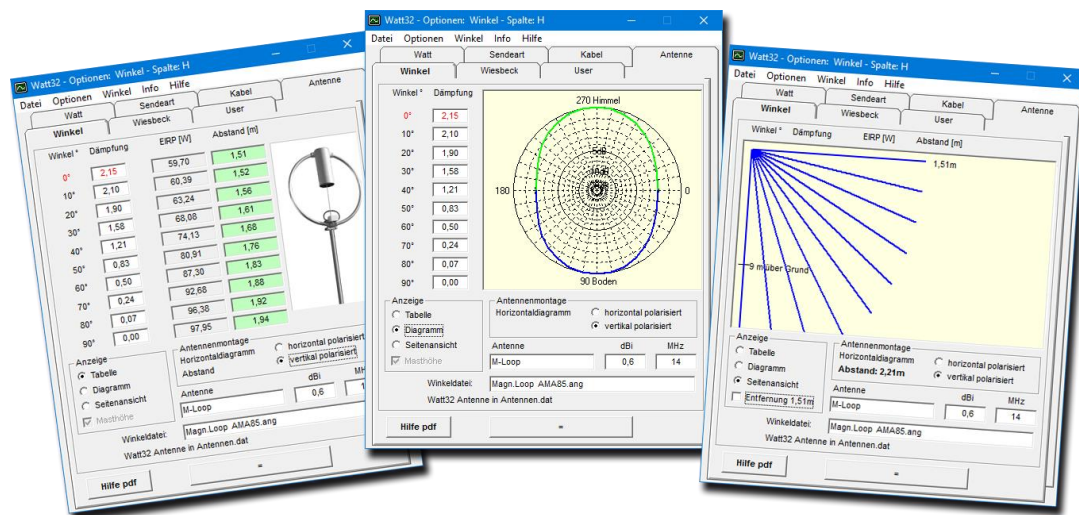 Watt32 - Optionen: Winkel - Spalte: H
Datei Optionen Winkel Info Hilfe
Watt Sendeart Kabel Antenne
Winkel Wiesbeck User
Winkel ° Dämpfung EIRP [W] Abstand [m]
0° 2,15 59,70 1,51
10° 2,10 60,39 1,52
20° 1,90 63,24 1,56
30° 1,58 68,08 1,61
40° 1,21 74,13 1,68
50° 0,83 80,91 1,76
60° 0,50 87,30 1,83
70° 0,24 92,68 1,88
80° 0,07 96,38 1,92
90° 0,00 97,95 1,94
Anzeige
Tabelle
Diagramm
Seitenansicht
Masthöhe
Antennenmontage
Horizontaldiagramm horizontal polarisiert
Abstand vertikal polarisiert
Antenne dBi
M-Loop 0,6
Winkeldatei: Magn.Loop AMA85.ang
Watt32 Antenne in Antennen.dat
Hilfe pdf =
Watt32 - Optionen: Winkel - Spalte: H
Datei Optionen Winkel Info Hilfe
Watt Sendeart Kabel Antenne
Winkel Wiesbeck User
Winkel ° Dämpfung
0° 2,15
10° 2,10
20° 1,90
30° 1,58
40° 1,21
50° 0,83
60° 0,50
70° 0,24
80° 0,07
90° 0,00
270 Himmel
180 0
90 Boden
Anzeige
Tabelle
Diagramm
Seitenansicht
Masthöhe
Antennenmontage
Horizontaldiagramm horizontal polarisiert
vertikal polarisiert
Antenne dBi MHz
M-Loop 0,6 14
Winkeldatei: Magn.Loop AMA85.ang
Watt32 Antenne in Antennen.dat
Hilfe pdf =
Watt32 - Optionen: Winkel - Spalte: H
Datei Optionen Winkel Info Hilfe
Watt Sendeart Kabel Antenne
Winkel Wiesbeck User
Winkel ° Dämpfung EIRP [W] Abstand [m]
1,51m
9 m über Grund
Anzeige
Tabelle
Diagramm
Seitenansicht
Entfernung 1,51m
Antennenmontage
Horizontaldiagramm horizontal polarisiert
Abstand: 2,21m vertikal polarisiert
Antenne dBi MHz
M-Loop 0,6 14
Winkeldatei: Magn.Loop AMA85.ang
Watt32 Antenne in Antennen.dat
Hilfe pdf =